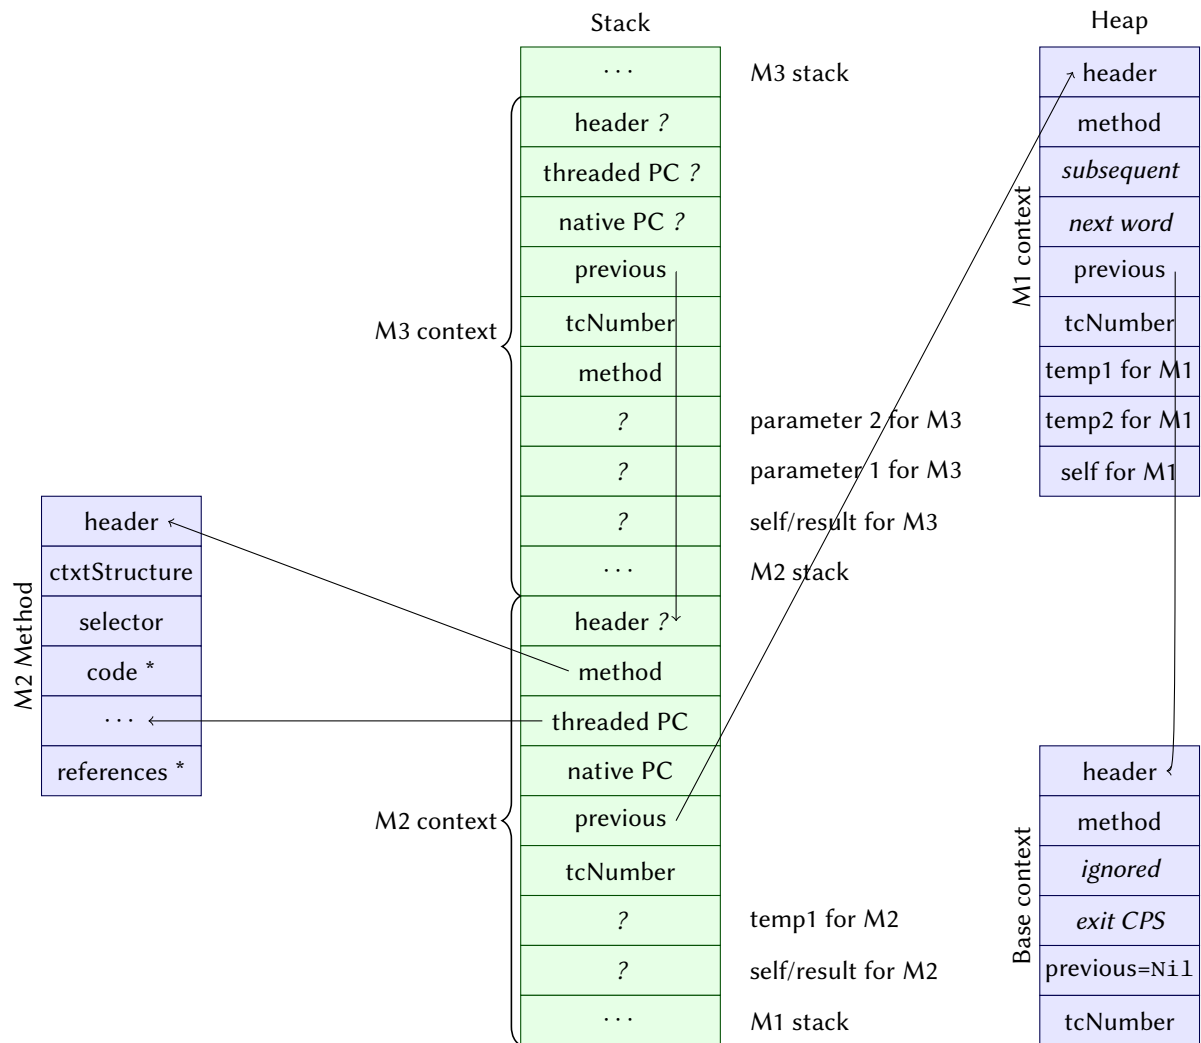 Stack
Heap
··· M3 stack
header ?
threaded PC ?
native PC ?
previous
tcNumber
M3 context
method
? parameter 2 for M3
? parameter 1 for M3
? self/result for M3
··· M2 stack
header ?
method
threaded PC
native PC
M2 context
previous
tcNumber
? temp1 for M2
? self/result for M2
··· M1 stack
M2 Method
header
ctxtStructure
selector
code *
···
references *
M1 context
header
method
subsequent
next word
previous
tcNumber
temp1 for M1
temp2 for M1
self for M1
Base context
header
method
ignored
exit CPS
previous=Nil
tcNumber